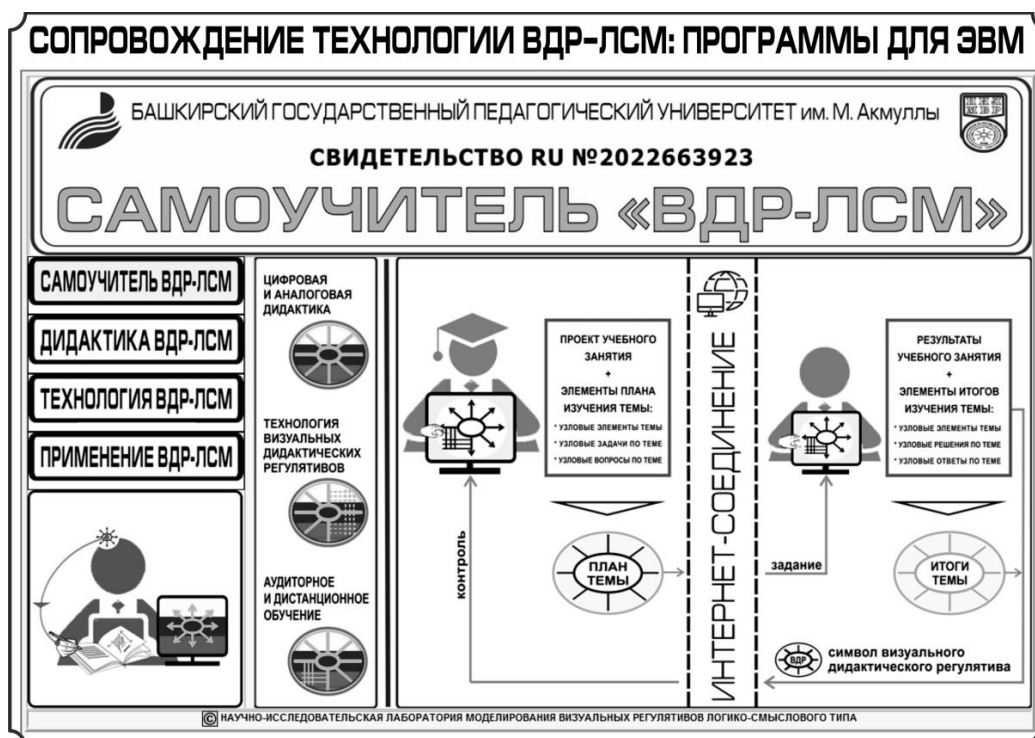 СОПРОВОЖДЕНИЕ ТЕХНОЛОГИИ ВДР-ЛСМ: ПРОГРАММЫ ДЛЯ ЭВМ
БАШКИРСКИЙ ГОСУДАРСТВЕННЫЙ ПЕДАГОГИЧЕСКИЙ УНИВЕРСИТЕТ им. М. Акмуллы
СВИДЕТЕЛЬСТВО RU №2022663923
САМОУЧИТЕЛЬ «ВДР-ЛСМ»
САМОУЧИТЕЛЬ ВДР-ЛСМ
ДИДАКТИКА ВДР-ЛСМ
ТЕХНОЛОГИЯ ВДР-ЛСМ
ПРИМЕНЕНИЕ ВДР-ЛСМ
ЦИФРОВАЯ
И АНАЛОГОВАЯ
ДИДАКТИКА
ТЕХНОЛОГИЯ
ВИЗУАЛЬНЫХ
ДИДАКТИЧЕСКИХ
РЕГУЛЯТИВОВ
АУДИТОРНОЕ
И ДИСТАНЦИОННОЕ
ОБУЧЕНИЕ
ПРОЕКТ УЧЕБНОГО
ЗАНЯТИЯ
+
ЭЛЕМЕНТЫ ПЛАНА
ИЗУЧЕНИЯ ТЕМЫ:
* УЗЛОВЫЕ ЭЛЕМЕНТЫ ТЕМЫ
* УЗЛОВЫЕ ЗАДАЧИ ПО ТЕМЕ
* УЗЛОВЫЕ ВОПРОСЫ ПО ТЕМЕ
ПЛАН
ТЕМЫ
контроль
ИНТЕРНЕТ-СОЕДИНЕНИЕ
РЕЗУЛЬТАТЫ
УЧЕБНОГО ЗАНЯТИЯ
+
ЭЛЕМЕНТЫ ИТОГОВ
ИЗУЧЕНИЯ ТЕМЫ:
* УЗЛОВЫЕ ЭЛЕМЕНТЫ ТЕМЫ
* УЗЛОВЫЕ РЕШЕНИЯ ПО ТЕМЕ
* УЗЛОВЫЕ ОТВЕТЫ ПО ТЕМЕ
задание
ИТОГИ
ТЕМЫ
ВДР
символ визуального
дидактического регулятива
© НАУЧНО-ИССЛЕДОВАТЕЛЬСКАЯ ЛАБОРАТОРИЯ МОДЕЛИРОВАНИЯ ВИЗУАЛЬНЫХ РЕГУЛЯТИВОВ ЛОГИКО-СМЫСЛОВОГО ТИПА